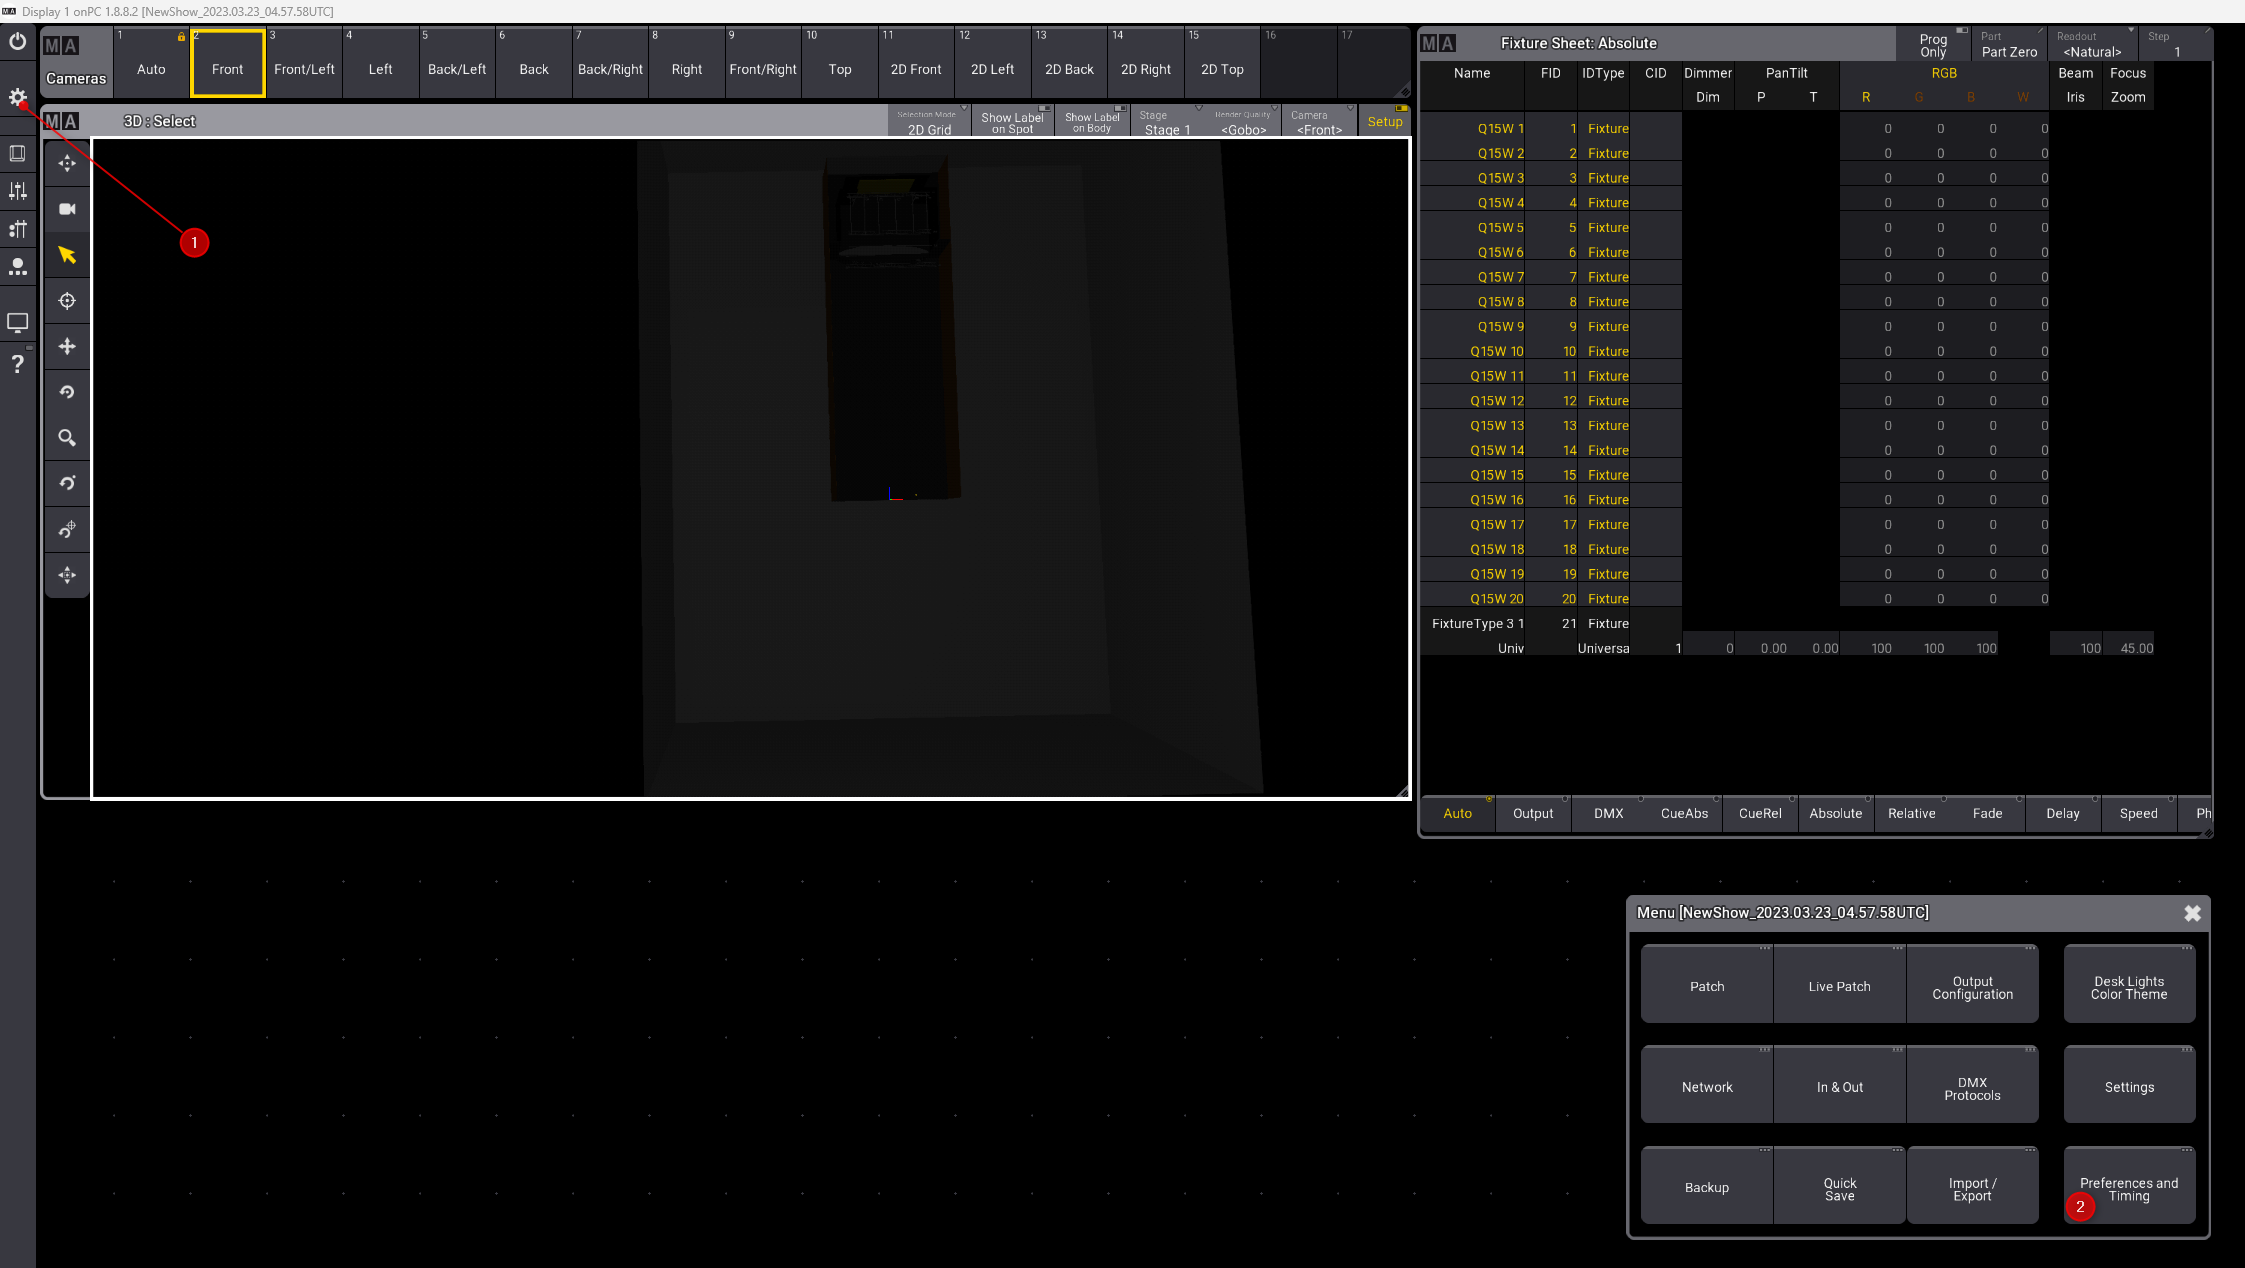 Display 1 onPC 1.8.8.2 [NewShow_2023.03.23_04.57.58UTC]
MA
Cameras
1 Auto
2 Front
3 Front/Left
4 Left
5 Back/Left
6 Back
7 Back/Right
8 Right
9 Front/Right
10 Top
11 2D Front
12 2D Left
13 2D Back
14 2D Right
15 2D Top
16
17
MA
3D : Select
Selection Mode
2D Grid
Show Label
on Spot
Show Label
on Body
Stage
Stage 1
Render Quality
<Gobo>
Camera
<Front>
Setup
1
?
MA
Fixture Sheet: Absolute
Prog
Only
Part
Part Zero
Readout
<Natural>
Step
1
Name FID IDType CID Dimmer PanTilt RGB Beam Focus
Dim P T R G B W Iris Zoom
Q15W 1 1 Fixture 0 0 0 0
Q15W 2 2 Fixture 0 0 0 0
Q15W 3 3 Fixture 0 0 0 0
Q15W 4 4 Fixture 0 0 0 0
Q15W 5 5 Fixture 0 0 0 0
Q15W 6 6 Fixture 0 0 0 0
Q15W 7 7 Fixture 0 0 0 0
Q15W 8 8 Fixture 0 0 0 0
Q15W 9 9 Fixture 0 0 0 0
Q15W 10 10 Fixture 0 0 0 0
Q15W 11 11 Fixture 0 0 0 0
Q15W 12 12 Fixture 0 0 0 0
Q15W 13 13 Fixture 0 0 0 0
Q15W 14 14 Fixture 0 0 0 0
Q15W 15 15 Fixture 0 0 0 0
Q15W 16 16 Fixture 0 0 0 0
Q15W 17 17 Fixture 0 0 0 0
Q15W 18 18 Fixture 0 0 0 0
Q15W 19 19 Fixture 0 0 0 0
Q15W 20 20 Fixture 0 0 0 0
FixtureType 3 1 21 Fixture
Univ Universa 1 0 0.00 0.00 100 100 100 100 45.00
Auto Output DMX CueAbs CueRel Absolute Relative Fade Delay Speed Ph
Menu [NewShow_2023.03.23_04.57.58UTC]
Patch
Live Patch
Output
Configuration
Desk Lights
Color Theme
Network
In & Out
DMX
Protocols
Settings
Backup
Quick
Save
Import /
Export
Preferences and
Timing
2